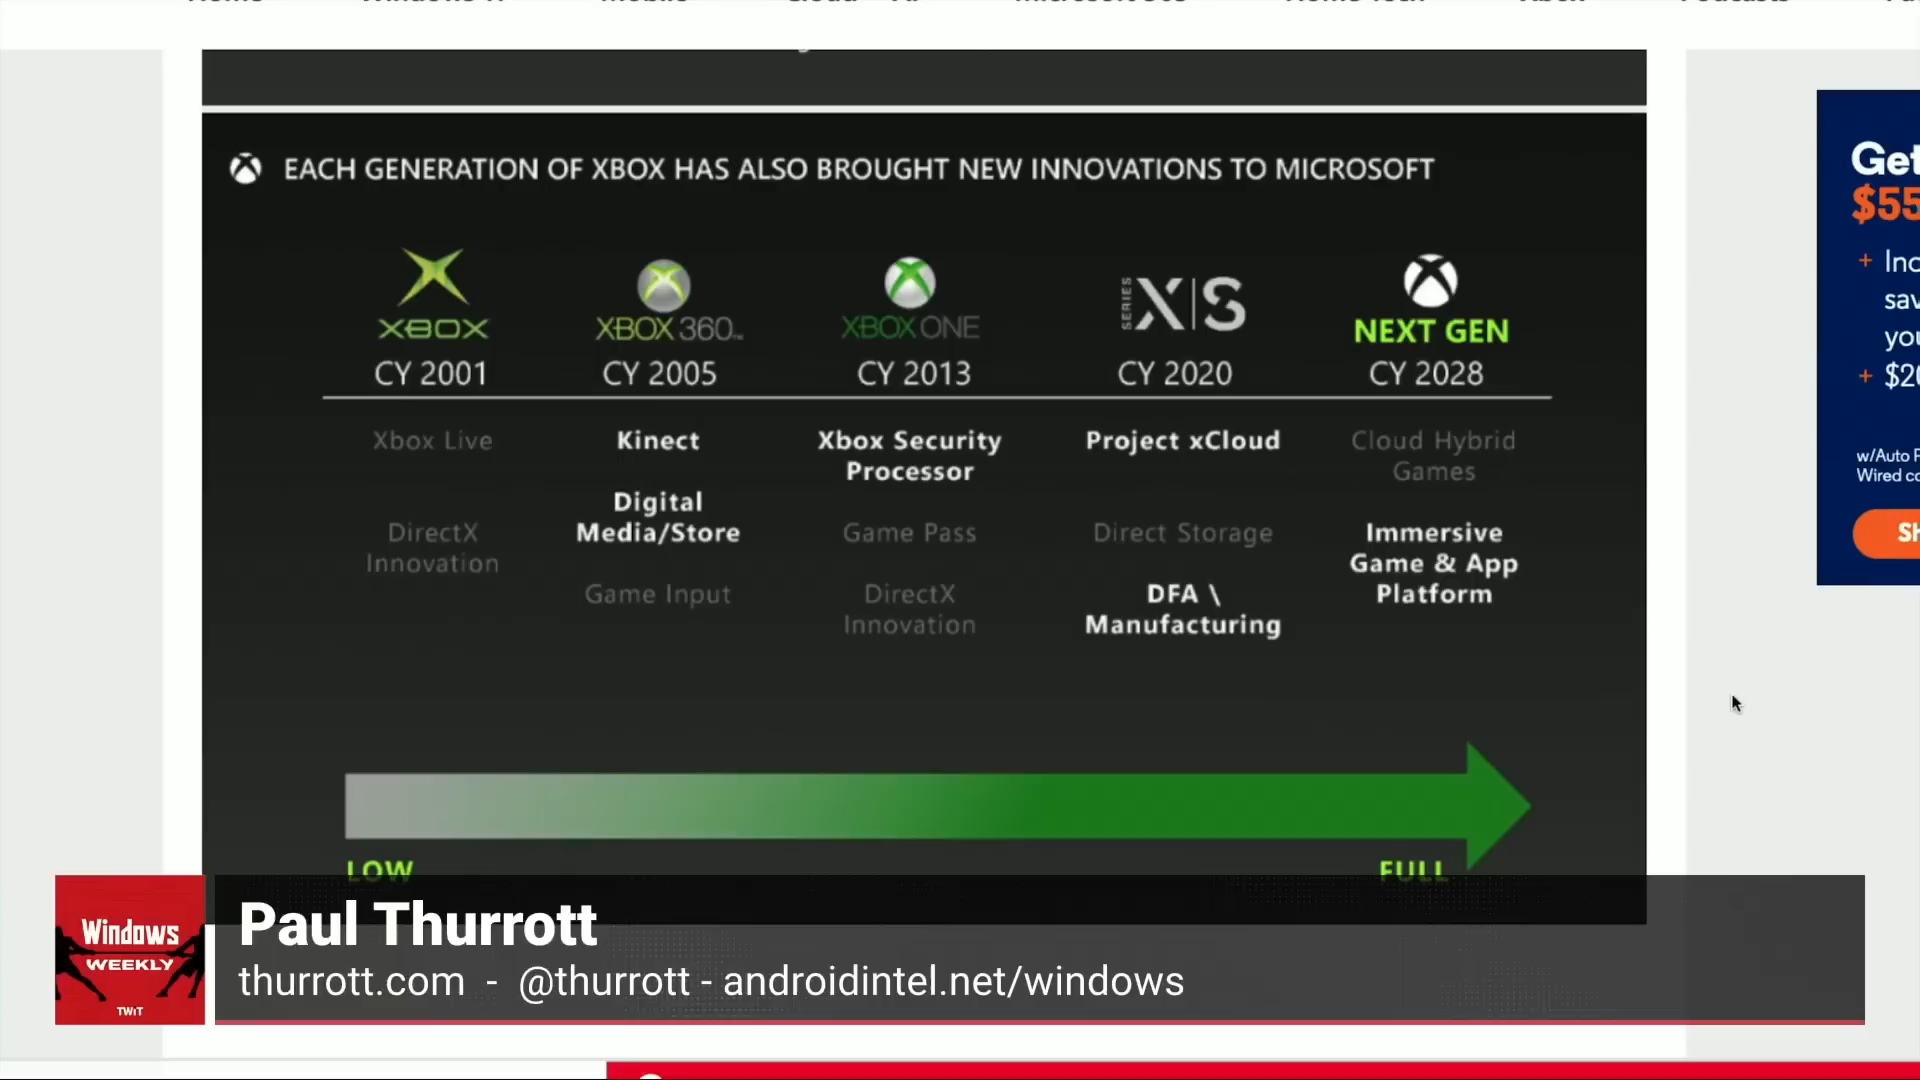 EACH GENERATION OF XBOX HAS ALSO BROUGHT NEW INNOVATIONS TO MICROSOFT
XBOX
XBOX 360
XBOX ONE
SERIES X|S
NEXT GEN
CY 2001
CY 2005
CY 2013
CY 2020
CY 2028
Xbox Live
DirectX
Innovation
Kinect
Digital
Media/Store
Game Input
Xbox Security
Processor
Game Pass
DirectX
Innovation
Project xCloud
Direct Storage
DFA \
Manufacturing
Cloud Hybrid
Games
Immersive
Game & App
Platform
LOW
FULL
Get
$55
+
+ $20
w/Auto
Wired
Windows
WEEKLY
TWiT
Paul Thurrott
thurrott.com - @thurrott - androidintel.net/windows